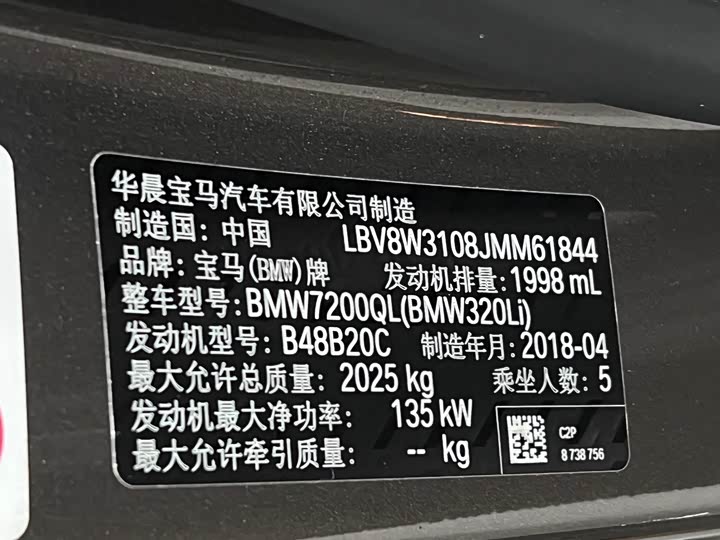 华晨宝马汽车有限公司制造
制造国: 中国 LBV8W3108JMM61844
品牌: 宝马(BMW)牌 发动机排量: 1998 mL
整车型号: BMW7200QL(BMW320Li)
发动机型号: B48B20C 制造年月: 2018-04
最大允许总质量: 2025 kg 乘坐人数: 5
发动机最大净功率: 135 kW
最大允许牵引质量: -- kg
C2P
8 738 756